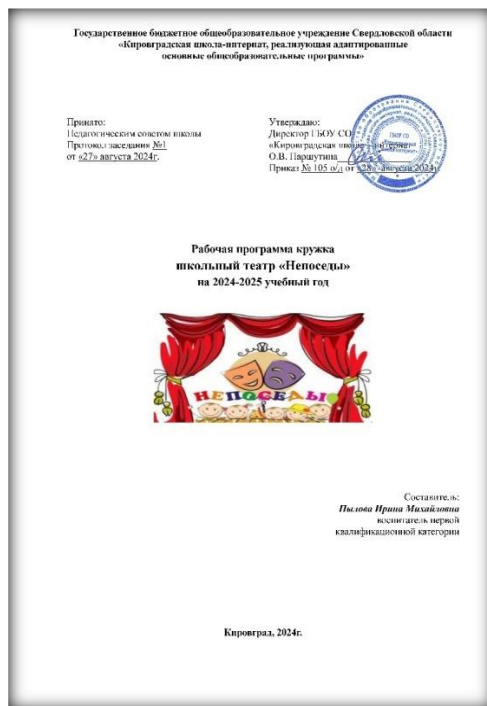 Государственное бюджетное общеобразовательное учреждение Свердловской области
«Кировградская школа-интернат, реализующая адаптированные
основные общеобразовательные программы»
Принято:
Педагогическим советом школы
Протокол заседания №1
от «27» августа 2024г.
Утверждаю:
Директор ГБОУ СО
«Кировградская школа – интернат
О.В. Паршутина
Приказ № 105 о/д от «28» августа 2024г.
ГБОУ СО
Рабочая программа кружка
школьный театр «Непоседы»
на 2024-2025 учебный год
НЕПОСЕДЫ
Составитель:
Пылова Ирина Михайловна
воспитатель первой
квалификационной категории
Кировград, 2024г.